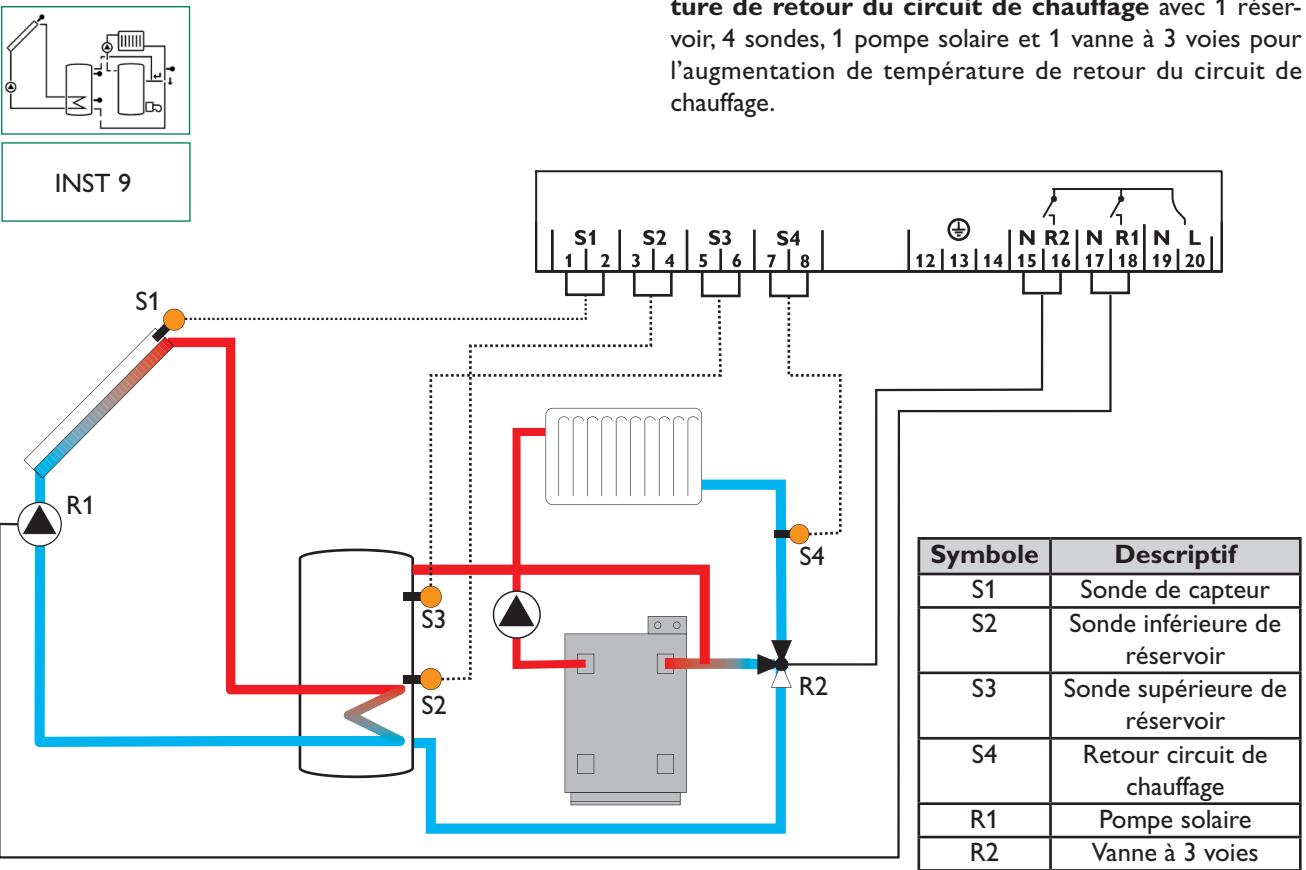 ture de retour du circuit de chauffage avec 1 réser-
voir, 4 sondes, 1 pompe solaire et 1 vanne à 3 voies pour
l'augmentation de température de retour du circuit de
chauffage.
INST 9
S1 S2 S3 S4 N R2 N R1 N L
1 2 3 4 5 6 7 8 12 13 14 15 16 17 18 19 20
S1
R1
S4
S3
S2
R2
Symbole Descriptif
S1 Sonde de capteur
S2 Sonde inférieure de
réservoir
S3 Sonde supérieure de
réservoir
S4 Retour circuit de
chauffage
R1 Pompe solaire
R2 Vanne à 3 voies